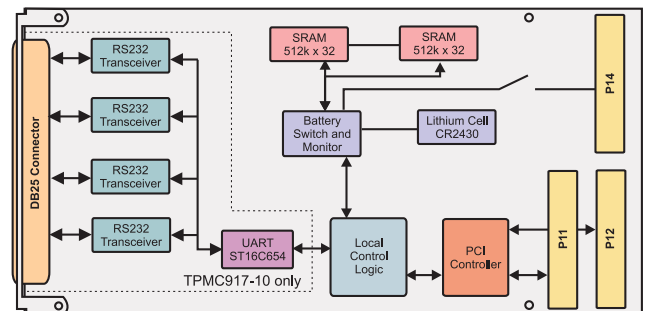 DB25 Connector
RS232
Transceiver
RS232
Transceiver
RS232
Transceiver
RS232
Transceiver
UART
ST16C654
TPMC917-10 only
SRAM
512k x 32
SRAM
512k x 32
Battery
Switch and
Monitor
Lithium Cell
CR2430
Local
Control
Logic
PCI
Controller
P14
P11
P12